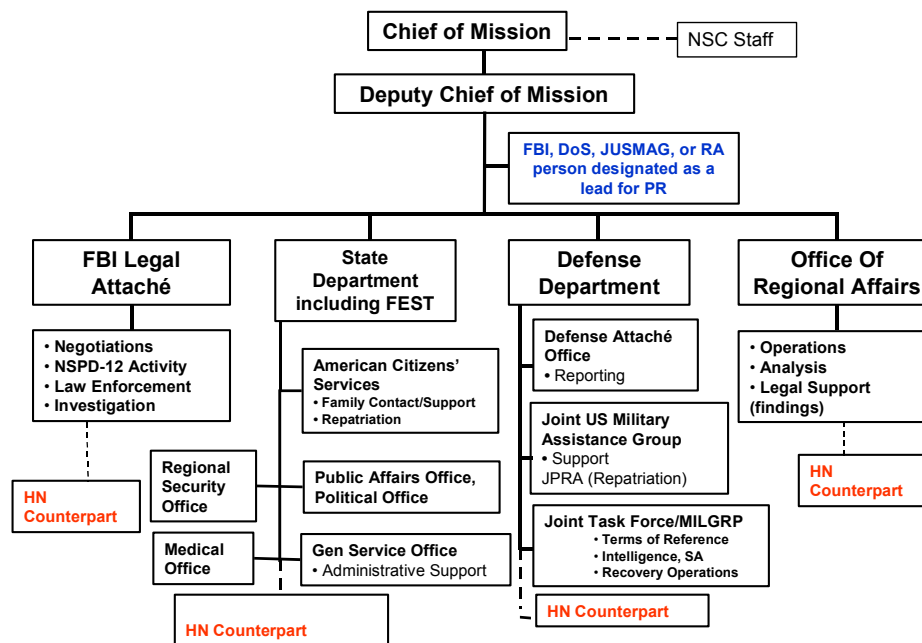 Chief of Mission
NSC Staff
Deputy Chief of Mission
FBI, DoS, JUSMAG, or RA
person designated as a
lead for PR
FBI Legal
Attaché
• Negotiations
• NSPD-12 Activity
• Law Enforcement
• Investigation
HN
Counterpart
State
Department
including FEST
American Citizens’
Services
• Family Contact/Support
• Repatriation
Regional
Security
Office
Public Affairs Office,
Political Office
Medical
Office
Gen Service Office
• Administrative Support
HN Counterpart
Defense
Department
Defense Attaché
Office
• Reporting
Joint US Military
Assistance Group
• Support
JPRA (Repatriation)
Joint Task Force/MILGRP
• Terms of Reference
• Intelligence, SA
• Recovery Operations
HN Counterpart
Office Of
Regional Affairs
• Operations
• Analysis
• Legal Support
(findings)
HN
Counterpart